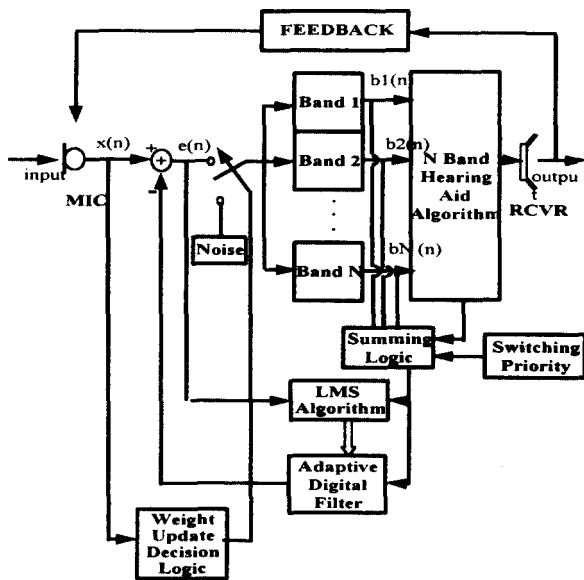 FEEDBACK
Band 1
b1(n)
x(n)
e(n)
+
+
-
input
MIC
Band 2
b2(n)
N Band
Hearing
Aid
Algorithm
outpu
t
RCVR
Noise
Band N
bN (n)
Summing
Logic
Switching
Priority
LMS
Algorithm
Adaptive
Digital
Filter
Weight
Update
Decision
Logic